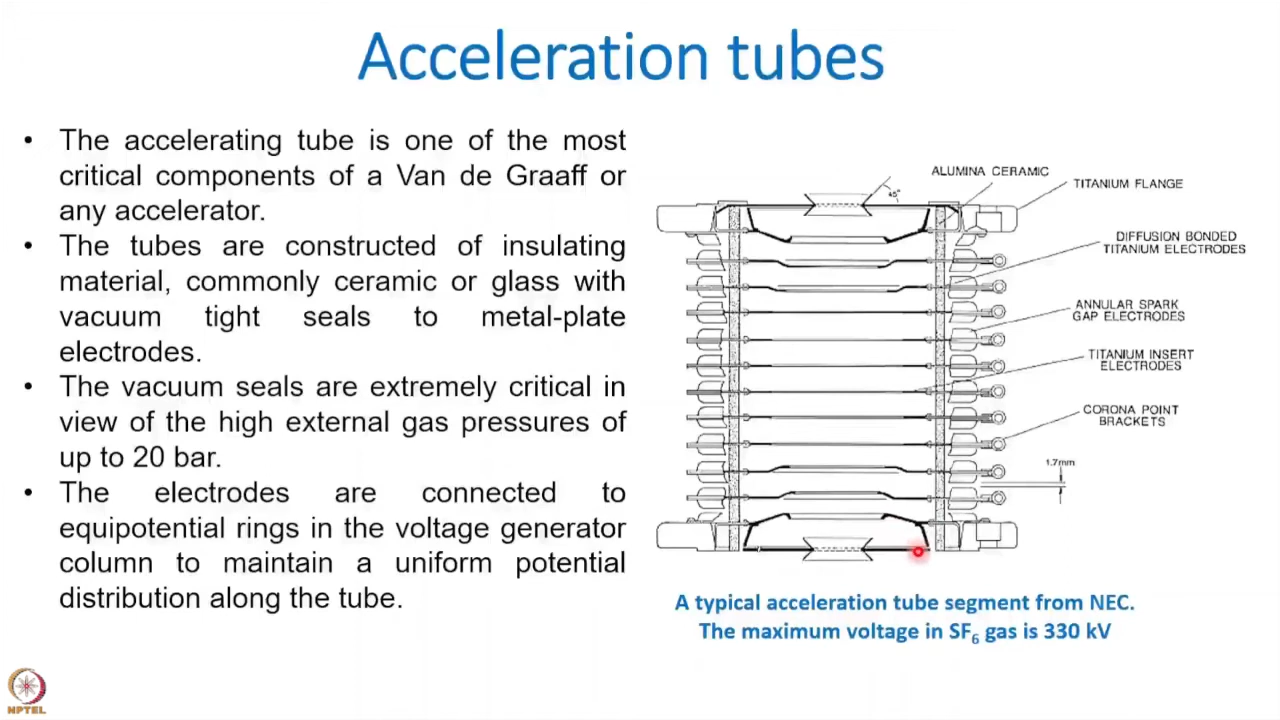 Acceleration tubes
• The accelerating tube is one of the most
critical components of a Van de Graaff or
any accelerator.
• The tubes are constructed of insulating
material, commonly ceramic or glass with
vacuum tight seals to metal-plate
electrodes.
• The vacuum seals are extremely critical in
view of the high external gas pressures of
up to 20 bar.
• The electrodes are connected to
equipotential rings in the voltage generator
column to maintain a uniform potential
distribution along the tube.
45°
ALUMINA CERAMIC
TITANIUM FLANGE
DIFFUSION BONDED
TITANIUM ELECTRODES
ANNULAR SPARK
GAP ELECTRODES
TITANIUM INSERT
ELECTRODES
CORONA POINT
BRACKETS
1.7mm
A typical acceleration tube segment from NEC.
The maximum voltage in SF₆ gas is 330 kV
NPTEL